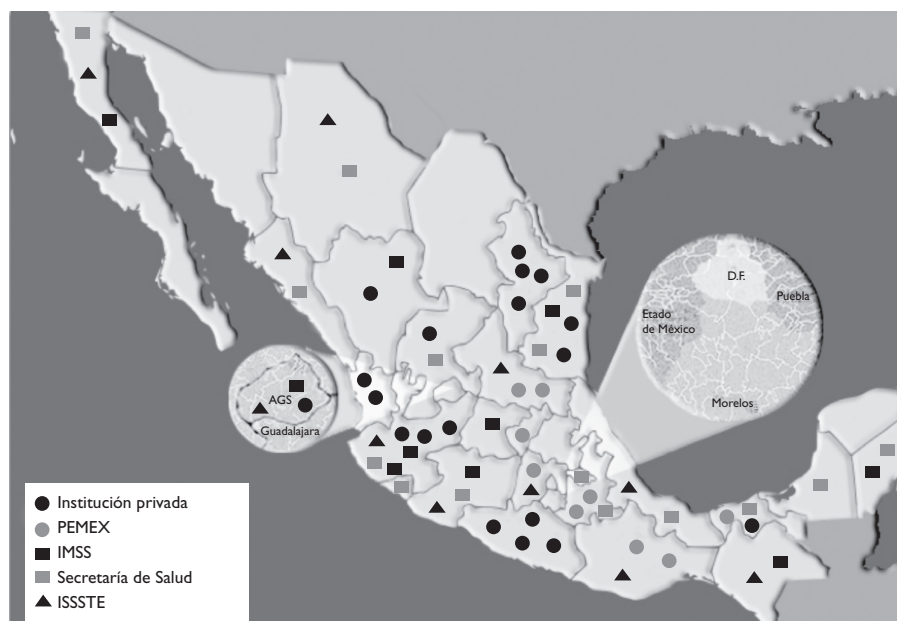 D.F.
Puebla
Etado
de México
Morelos
AGS
Guadalajara
Institución privada
PEMEX
IMSS
Secretaría de Salud
ISSSTE